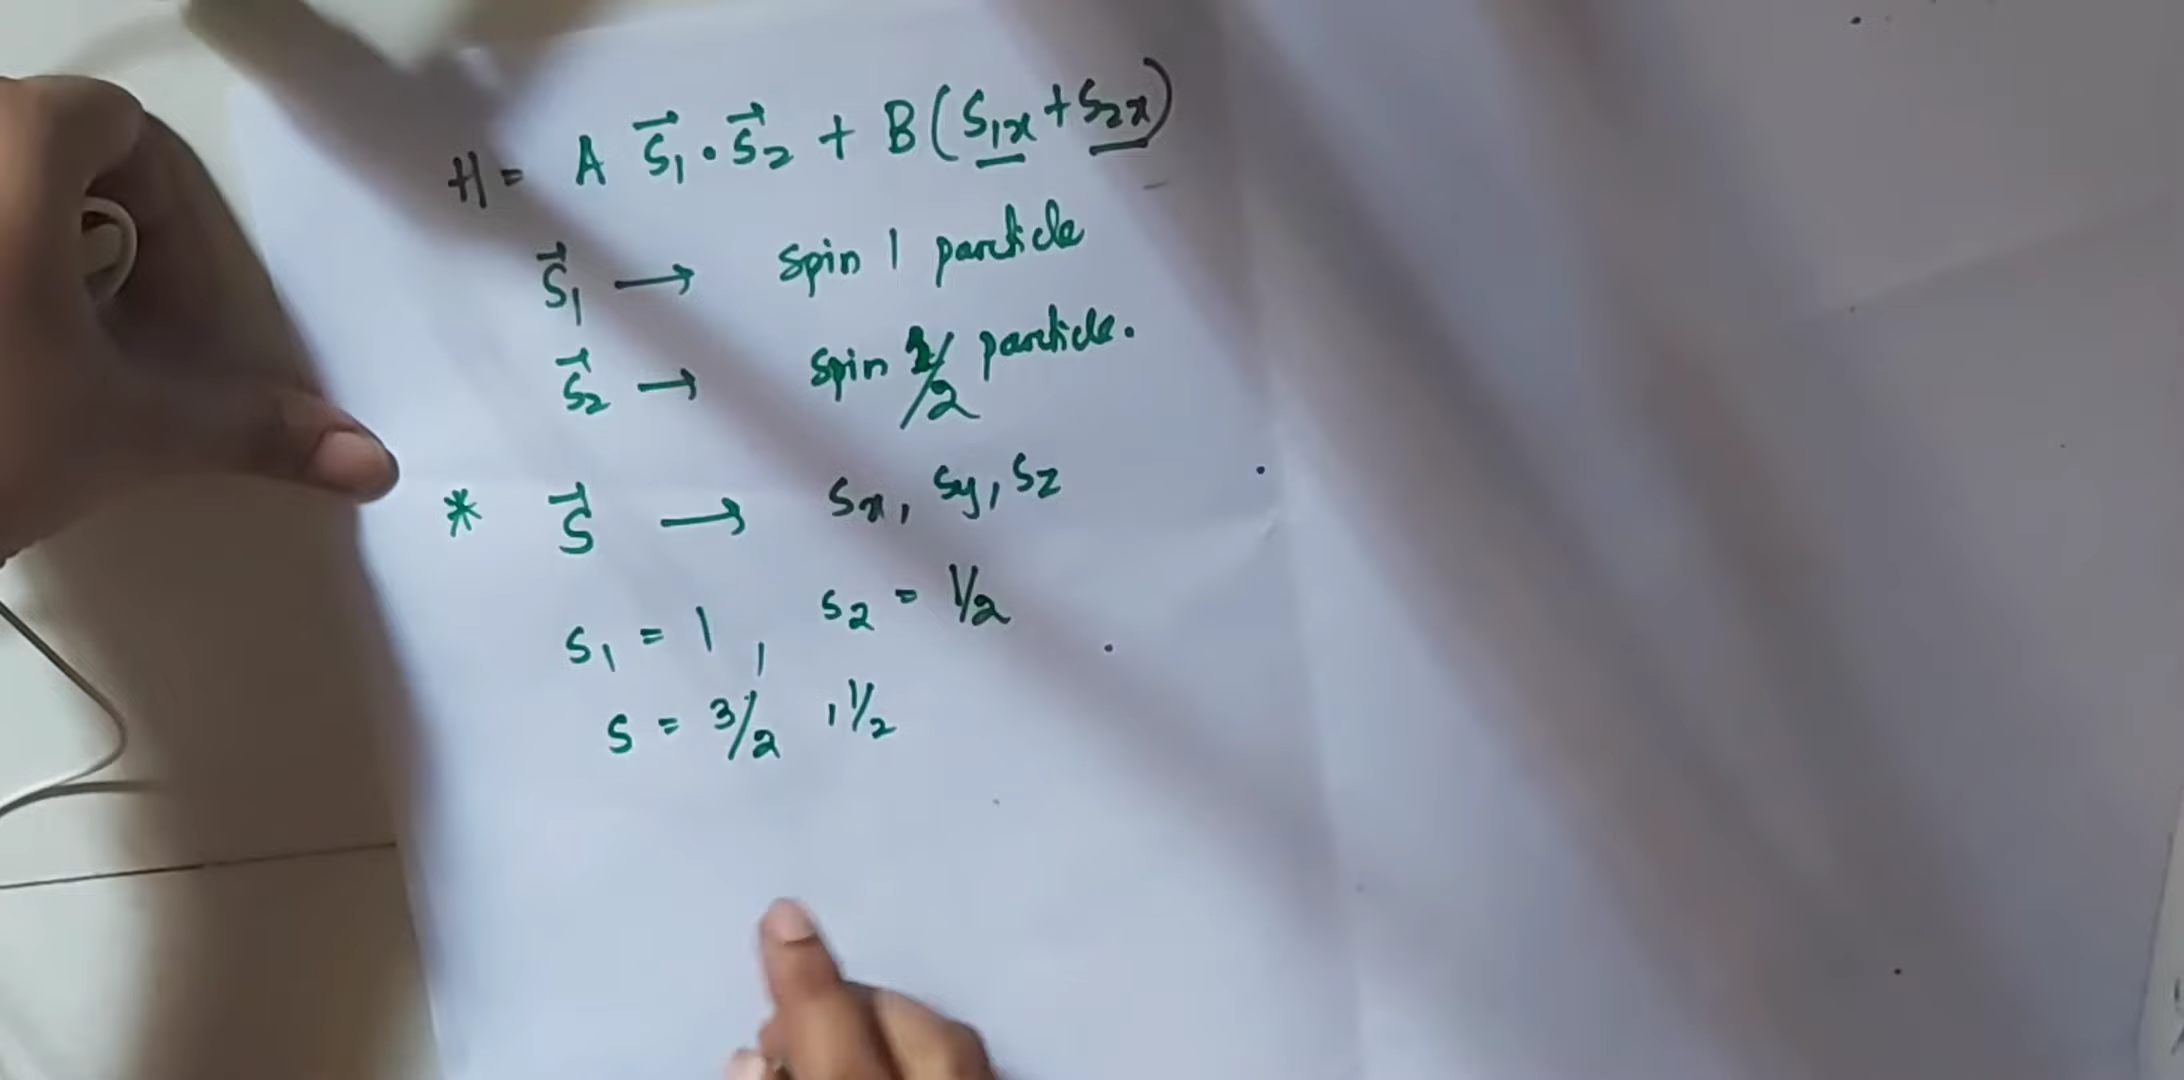 H = A S⃗₁ · S⃗₂ + B(S₁ₓ + S₂ₓ)
S⃗₁ → spin 1 particle
S⃗₂ → spin 1/2 particle.
* S⃗ → Sx, Sy, Sz
S₁ = 1, S₂ = 1/2
S = 3/2, 1/2